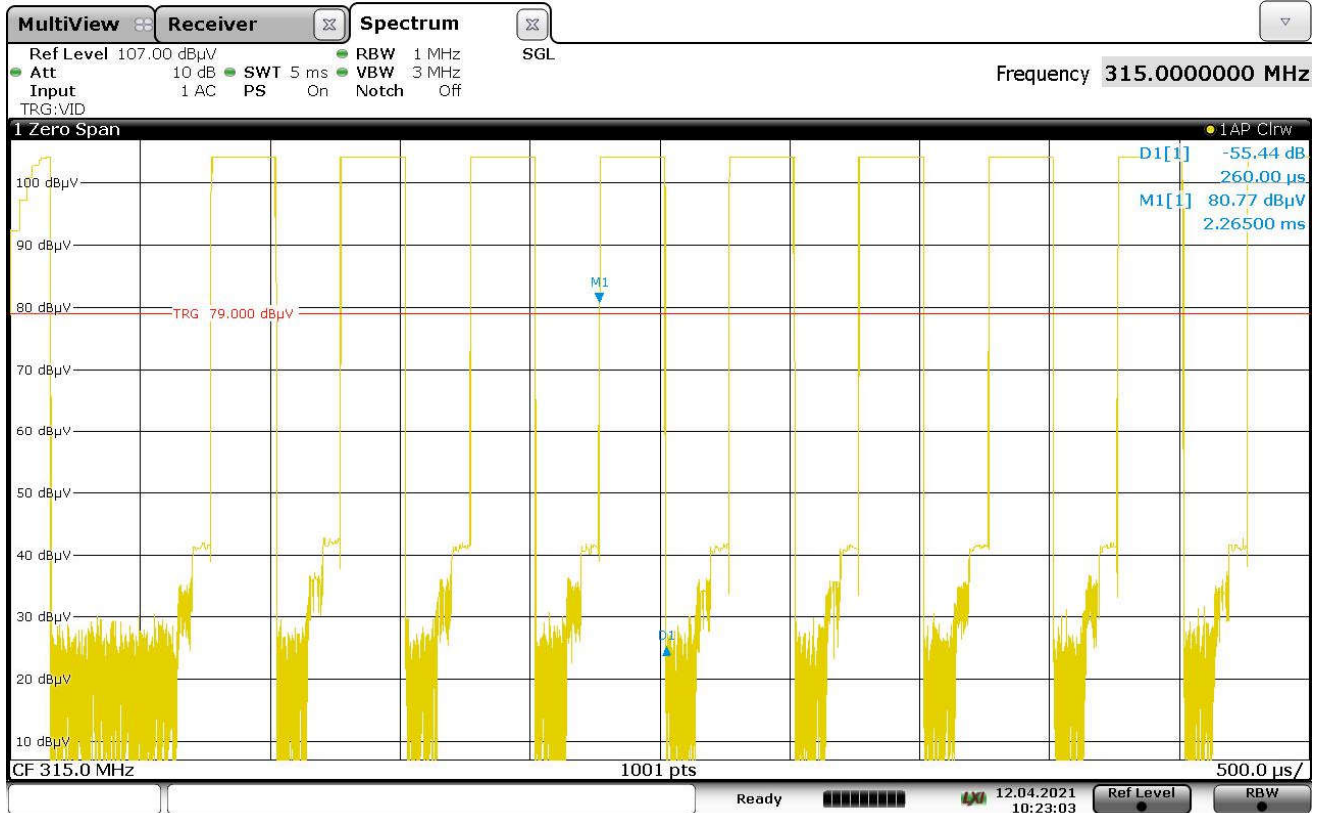 MultiView Receiver Spectrum
Ref Level 107.00 dBµV RBW 1 MHz SGL
Att 10 dB SWT 5 ms VBW 3 MHz
Frequency 315.0000000 MHz
Input 1 AC PS On Notch Off
TRG:VID
1 Zero Span 1AP Clrw
D1[1] -55.44 dB
260.00 µs
M1[1] 80.77 dBµV
2.26500 ms
100 dBµV
90 dBµV
M1
80 dBµV
TRG 79.000 dBµV
70 dBµV
60 dBµV
50 dBµV
40 dBµV
30 dBµV
D1
20 dBµV
10 dBµV
CF 315.0 MHz 1001 pts 500.0 µs/
Ready LXI 12.04.2021 Ref Level RBW
10:23:03